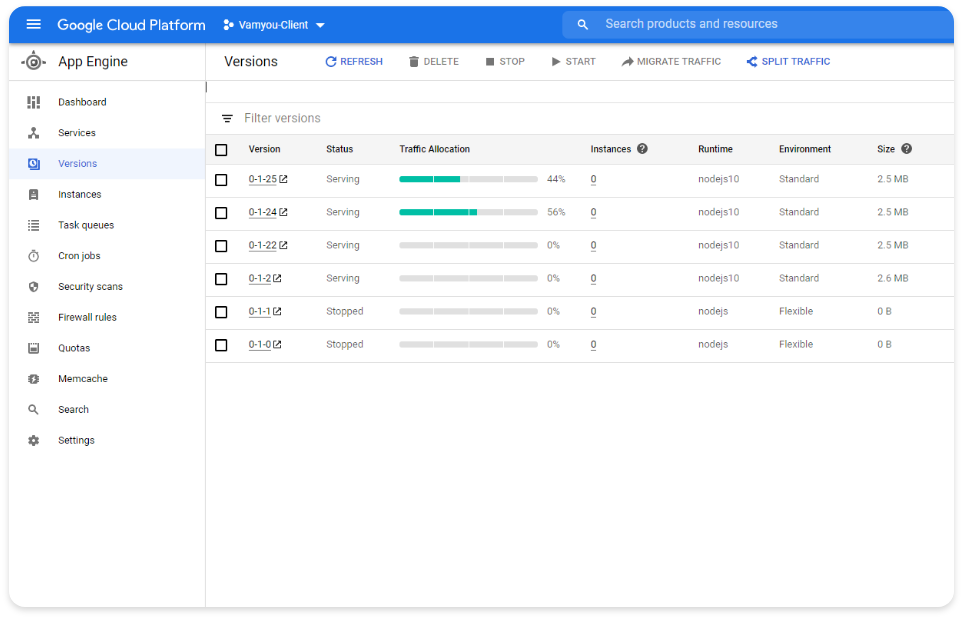 Google Cloud Platform Vamyou-Client Search products and resources
App Engine Versions REFRESH DELETE STOP START MIGRATE TRAFFIC SPLIT TRAFFIC
Dashboard
Services
Versions
Instances
Task queues
Cron jobs
Security scans
Firewall rules
Quotas
Memcache
Search
Settings
Filter versions
Version Status Traffic Allocation Instances Runtime Environment Size
0-1-25 Serving 44% 0 nodejs10 Standard 2.5 MB
0-1-24 Serving 56% 0 nodejs10 Standard 2.5 MB
0-1-22 Serving 0% 0 nodejs10 Standard 2.5 MB
0-1-2 Serving 0% 0 nodejs10 Standard 2.6 MB
0-1-1 Stopped 0% 0 nodejs Flexible 0 B
0-1-0 Stopped 0% 0 nodejs Flexible 0 B